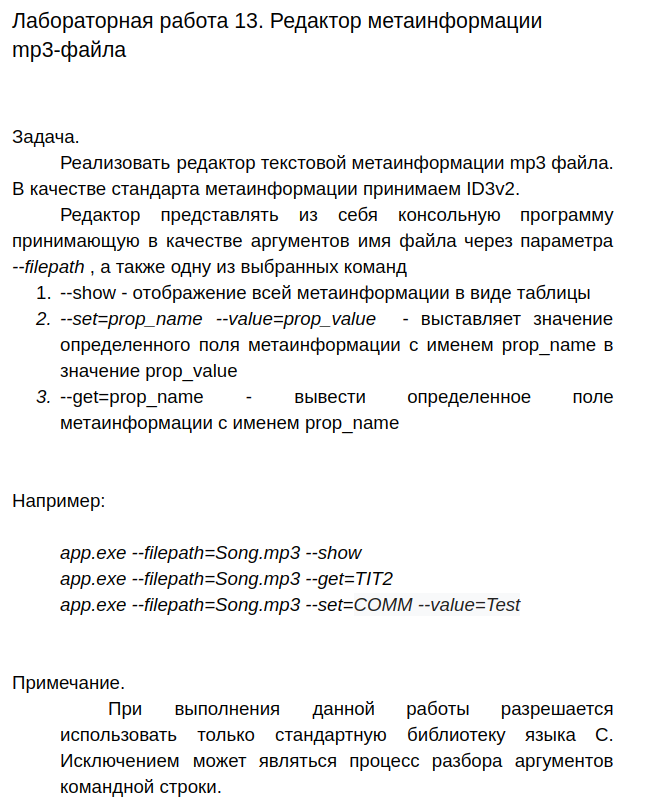 Лабораторная работа 13. Редактор метаинформации
mp3-файла
Задача.
Реализовать редактор текстовой метаинформации mp3 файла.
В качестве стандарта метаинформации принимаем ID3v2.
Редактор представлять из себя консольную программу
принимающую в качестве аргументов имя файла через параметра
--filepath , а также одну из выбранных команд
1. --show - отображение всей метаинформации в виде таблицы
2. --set=prop_name --value=prop_value - выставляет значение
определенного поля метаинформации с именем prop_name в
значение prop_value
3. --get=prop_name - вывести определенное поле
метаинформации с именем prop_name
Например:
app.exe --filepath=Song.mp3 --show
app.exe --filepath=Song.mp3 --get=TIT2
app.exe --filepath=Song.mp3 --set=COMM --value=Test
Примечание.
При выполнения данной работы разрешается
использовать только стандартную библиотеку языка С.
Исключением может являться процесс разбора аргументов
командной строки.